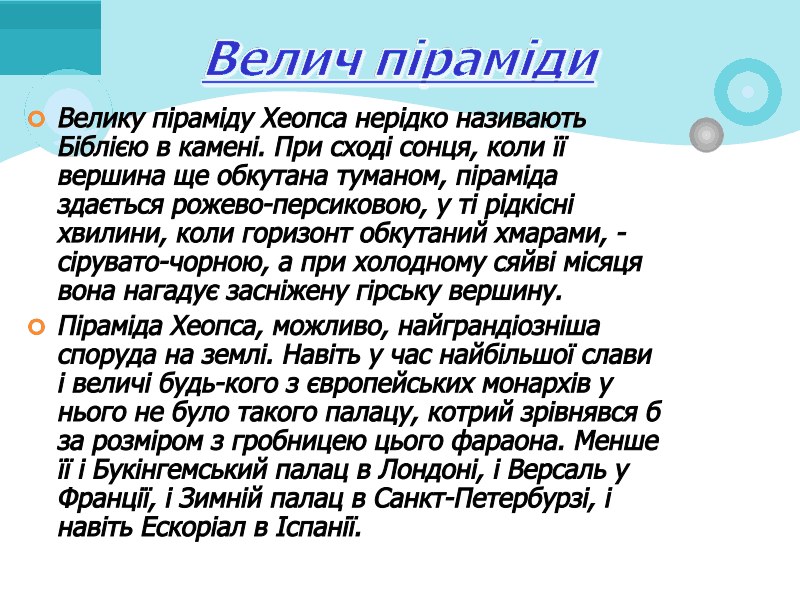 Велич піраміди
Велику піраміду Хеопса нерідко називають
Біблією в камені. При сході сонця, коли її
вершина ще обкутана туманом, піраміда
здається рожево-персиковою, у ті рідкісні
хвилини, коли горизонт обкутаний хмарами, -
сірувато-чорною, а при холодному сяйві місяця
вона нагадує засніжену гірську вершину.
Піраміда Хеопса, можливо, найграндіозніша
споруда на землі. Навіть у час найбільшої слави
і величі будь-кого з європейських монархів у
нього не було такого палацу, котрий зрівнявся б
за розміром з гробницею цього фараона. Менше
її і Букінгемський палац в Лондоні, і Версаль у
Франції, і Зимній палац в Санкт-Петербурзі, і
навіть Ескоріал в Іспанії.